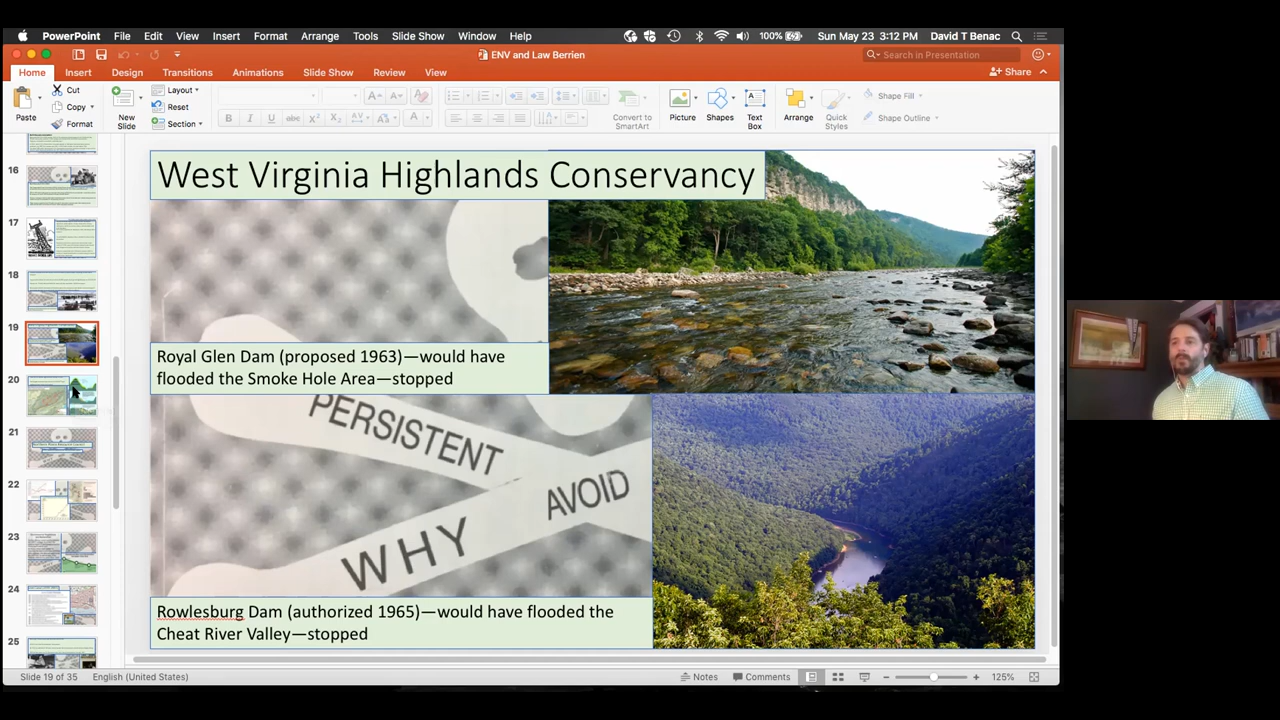 PowerPoint File Edit View Insert Format Arrange Tools Slide Show Window Help 100% Sun May 23 3:12 PM David T Benac
ENV and Law Berrien
Search in Presentation
Home Insert Design Transitions Animations Slide Show Review View
Share
Paste
Cut
Copy
Format
New Slide
Layout
Reset
Section
B I U abc X² X₂ AV Aa A
Convert to SmartArt
Picture
Shapes
Text Box
Arrange
Quick Styles
Shape Fill
Shape Outline
16
17
18
19
20
21
22
23
24
25
West Virginia Highlands Conservancy
Royal Glen Dam (proposed 1963)—would have
flooded the Smoke Hole Area—stopped
PERSISTENT
AVOID
WHY
Rowlesburg Dam (authorized 1965)—would have flooded the
Cheat River Valley—stopped
Slide 19 of 35 English (United States) Notes Comments 125%